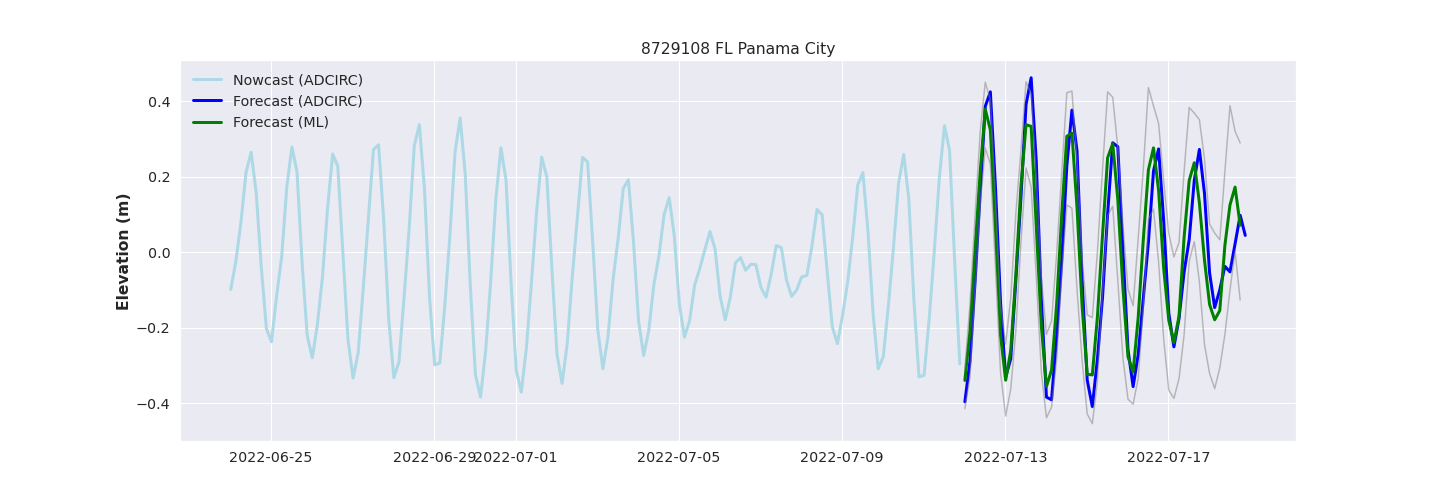 8729108 FL Panama City
Nowcast (ADCIRC)
Forecast (ADCIRC)
Forecast (ML)
Elevation (m)
0.4
0.2
0.0
−0.2
−0.4
2022-06-25 2022-06-29 2022-07-01 2022-07-05 2022-07-09 2022-07-13 2022-07-17